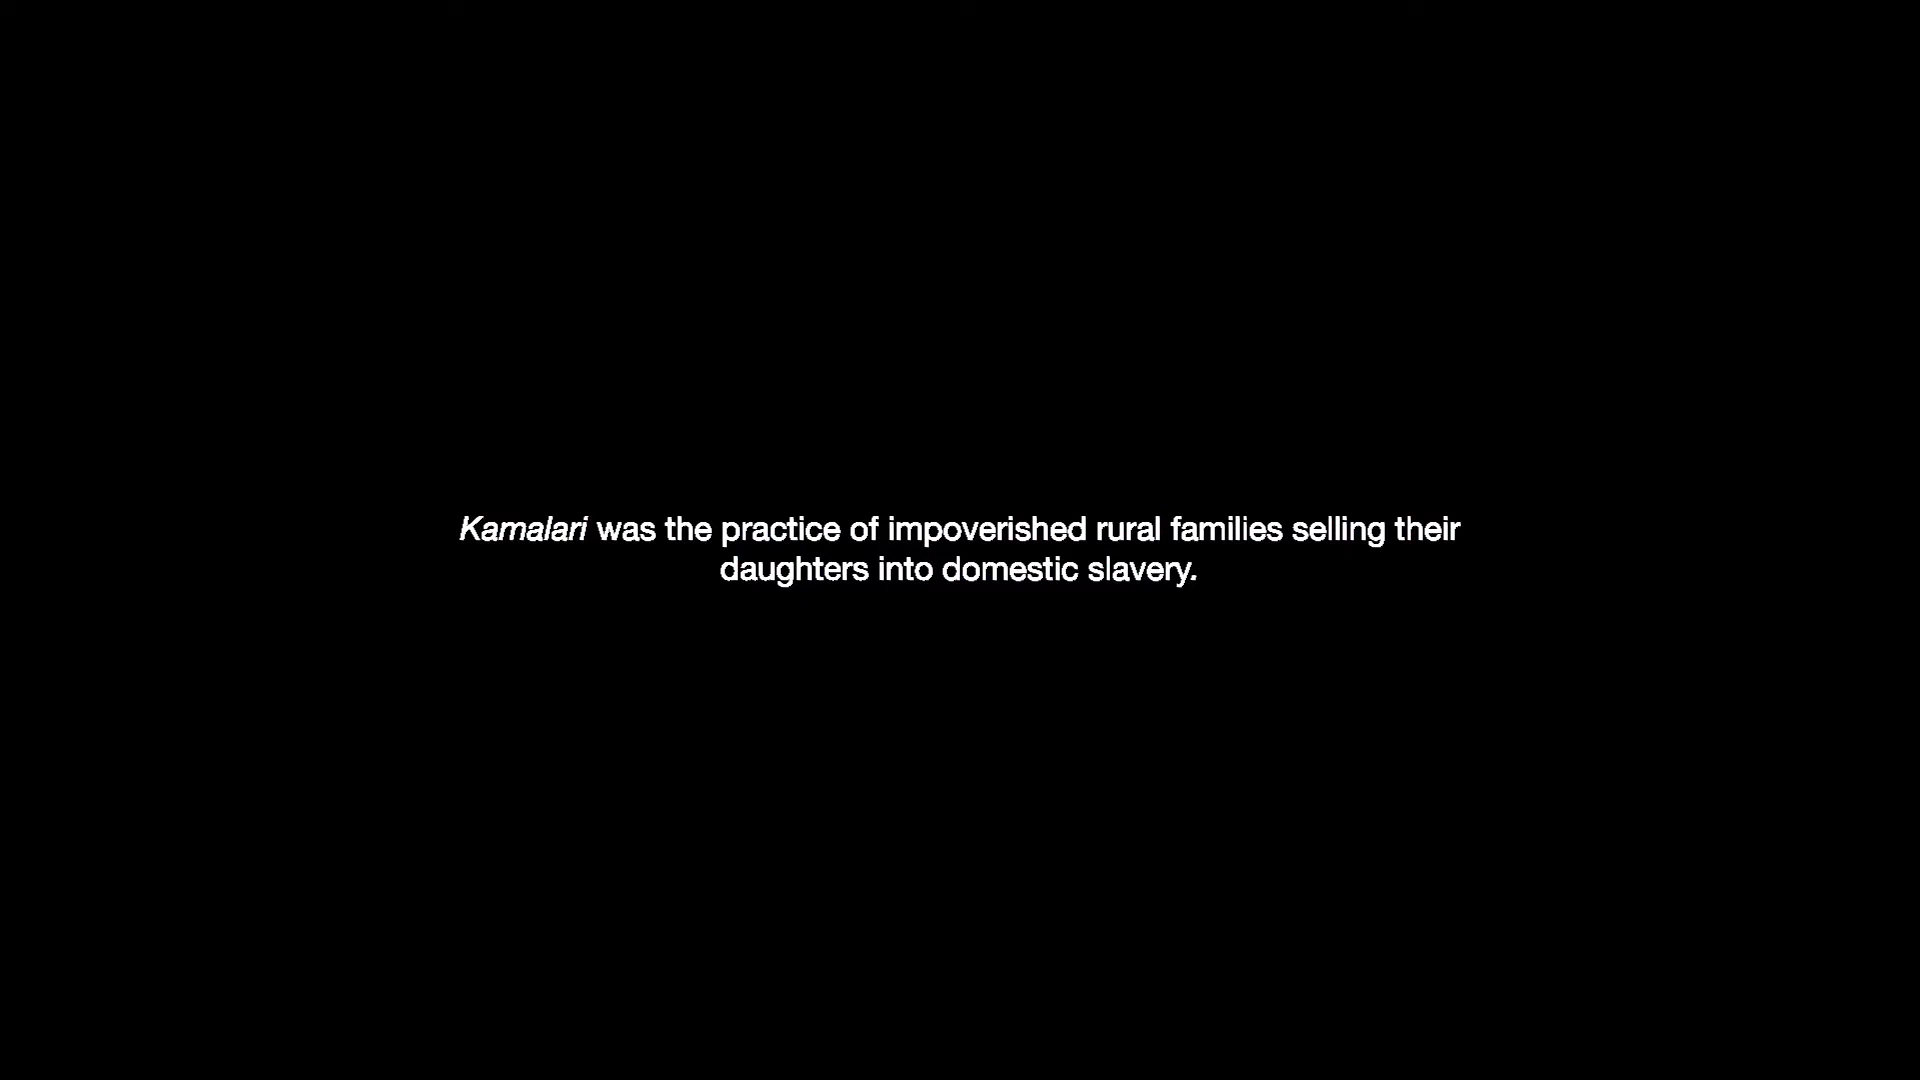 Kamalari was the practice of impoverished rural families selling their
daughters into domestic slavery.